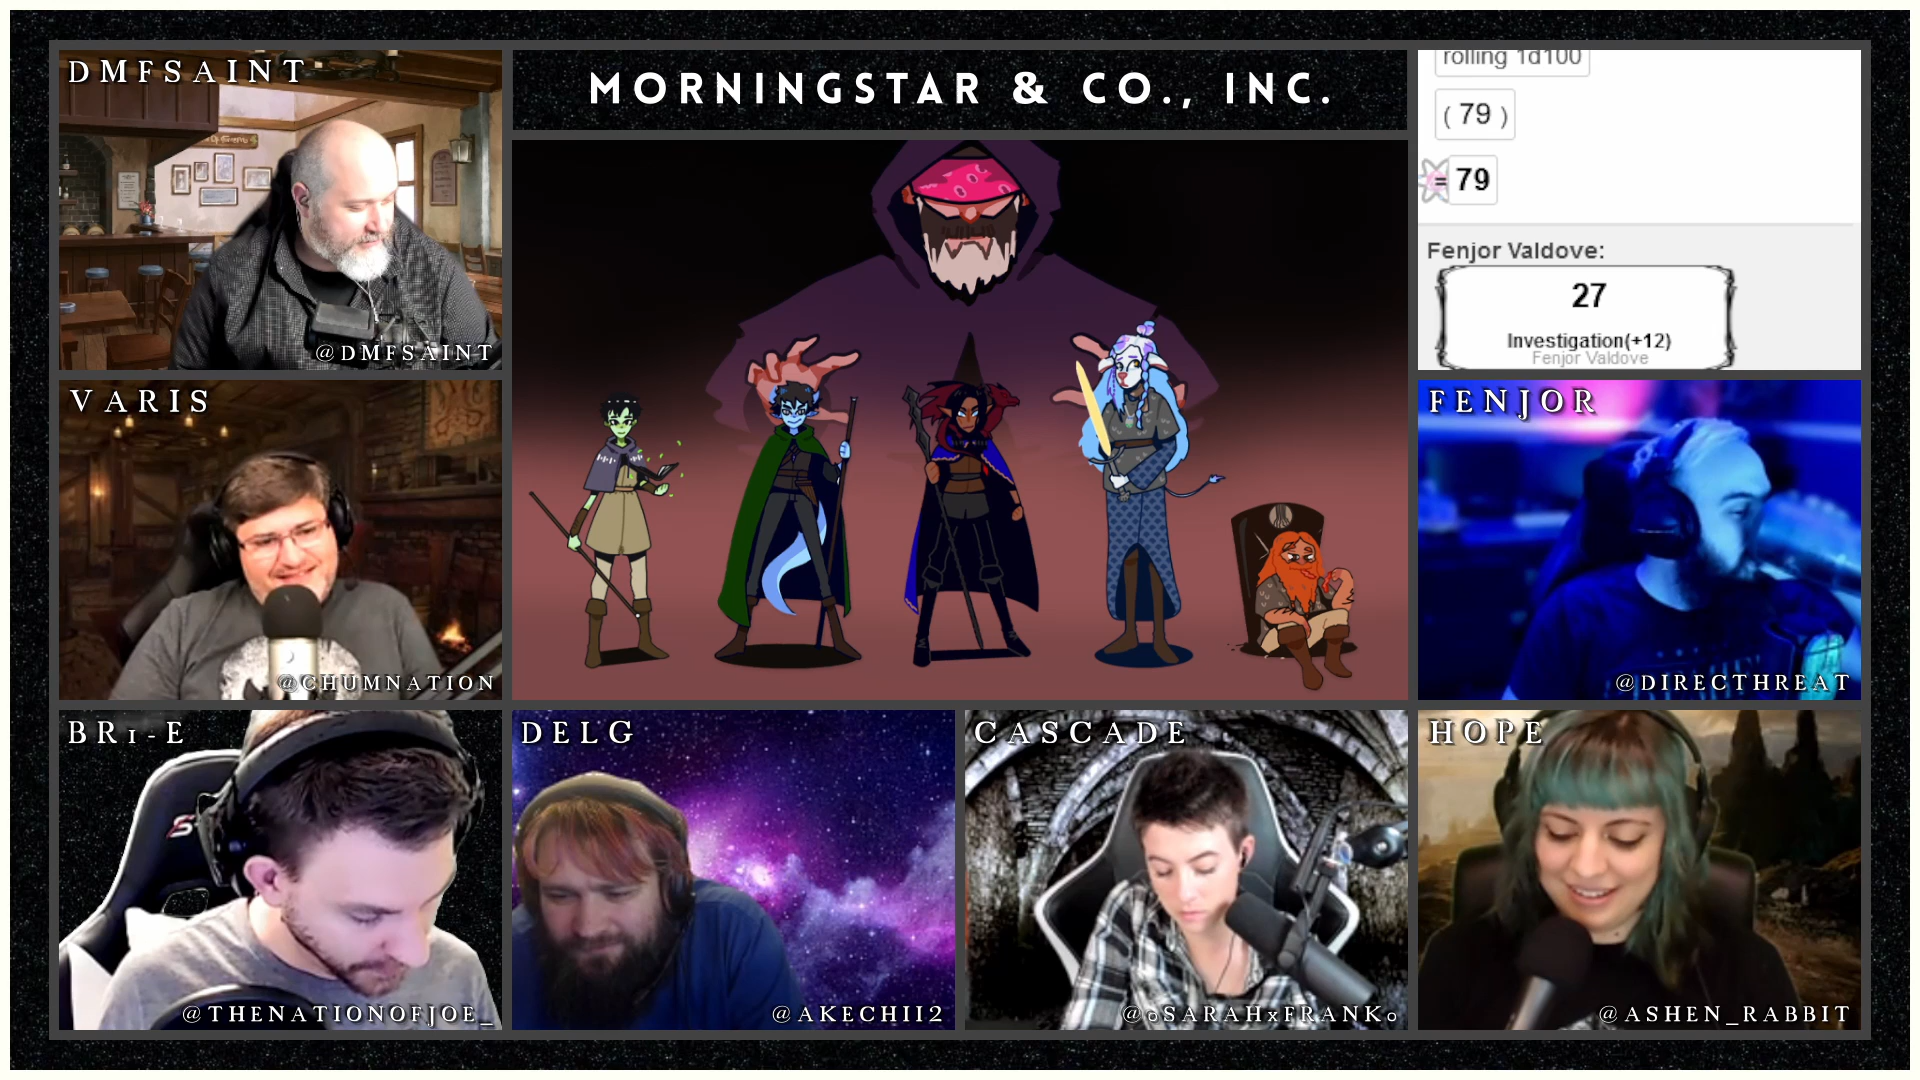 DMFSAINT
@DMFSAINT
MORNINGSTAR & CO., INC.
rolling 1d100
( 79 )
= 79
Fenjor Valdove:
27
Investigation(+12)
Fenjor Valdove
VARIS
@CHUMNATION
FENJOR
@DIRECTHREAT
BR1-E
@THENATIONOFJOE_
DELG
@AKECHII2
CASCADE
@oSARAHxFRANKo
HOPE
@ASHEN_RABBIT